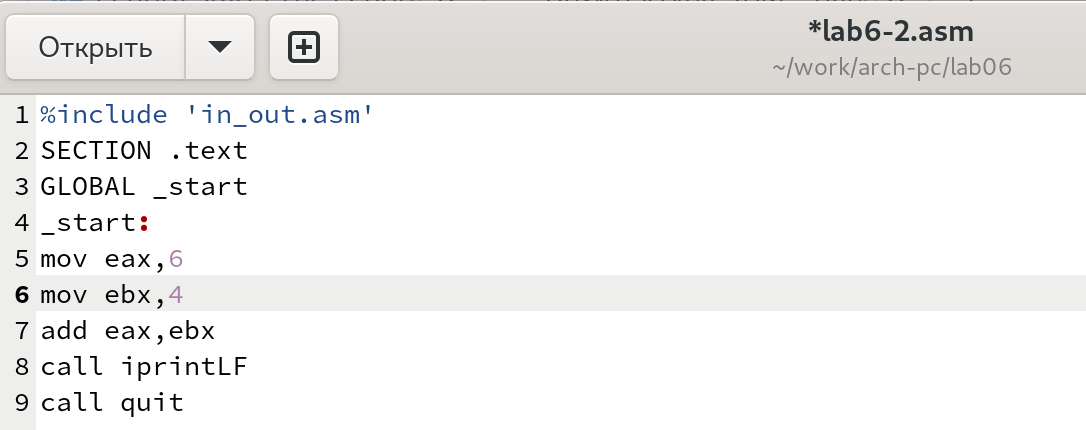 Открыть
*lab6-2.asm
~/work/arch-pc/lab06
1 %include 'in_out.asm'
2 SECTION .text
3 GLOBAL _start
4 _start:
5 mov eax,6
6 mov ebx,4
7 add eax,ebx
8 call iprintLF
9 call quit